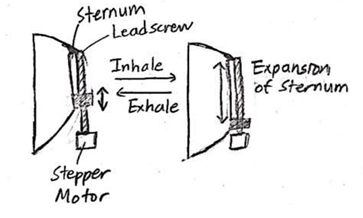 Sternum
Leadscrew
Inhale
Exhale
Stepper
Motor
Expansion
of Sternum